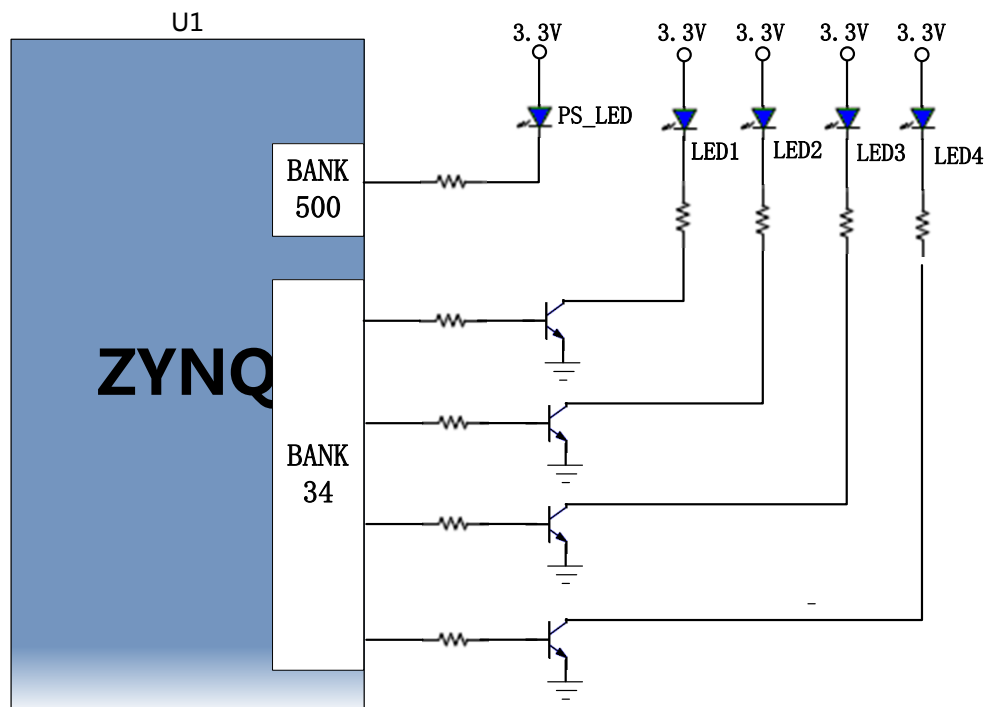 U1
3.3V
3.3V
3.3V
3.3V
3.3V
PS_LED
LED1
LED2
LED3
LED4
BANK
500
ZYNQ
BANK
34